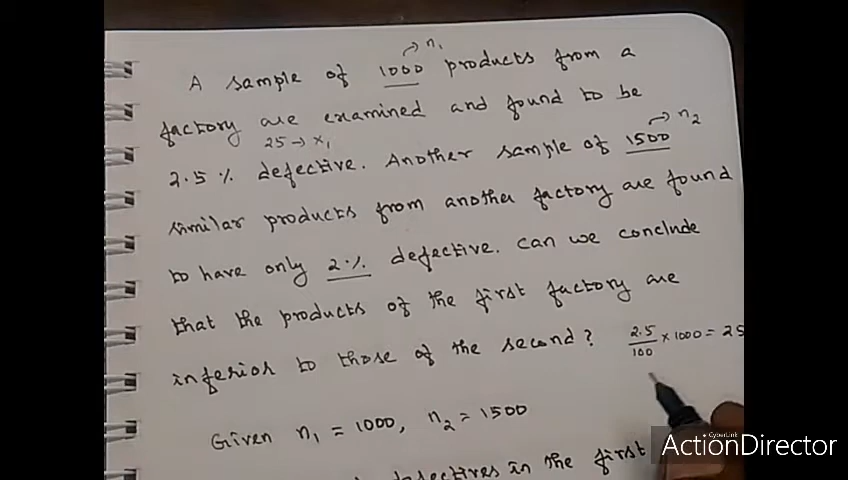 → n₁
A sample of 1000 products from a
factory are examined and found to be
25 → x₁
→ n₂
2.5 % defective. Another sample of 1500
similar products from another factory are found
to have only 2% defective. can we conclude
that the products of the first factory are
inferior to those of the second?
2.5/100 × 1000 = 25
Given n₁ = 1000, n₂ = 1500
defectives in the first
CyberLink
ActionDirector